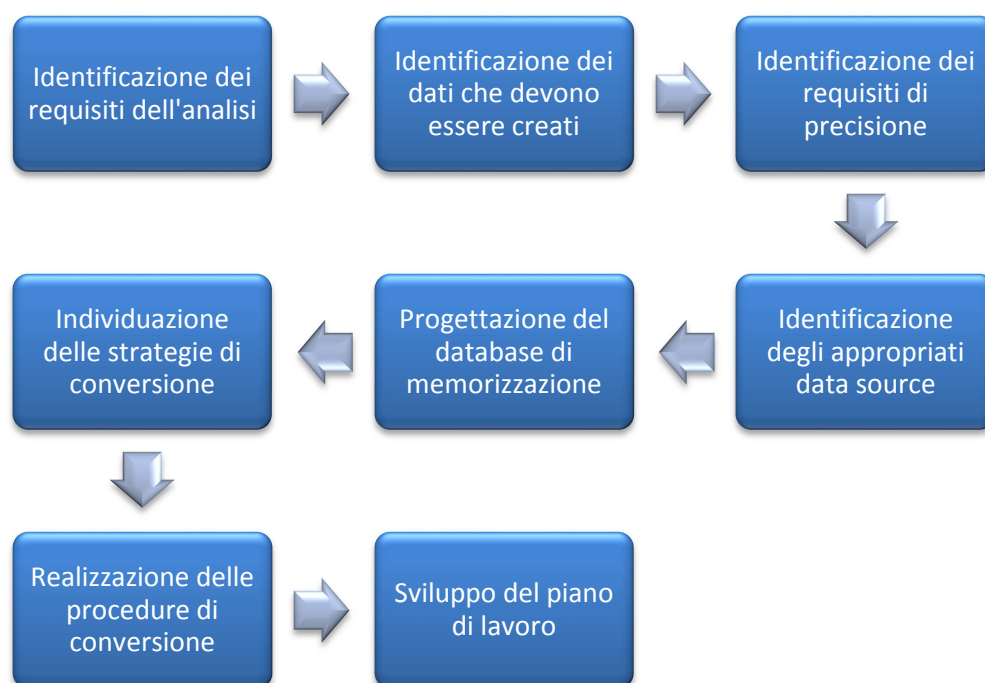 Identificazione dei
requisiti dell'analisi
Identificazione dei
dati che devono
essere creati
Identificazione dei
requisiti di
precisione
Identificazione
degli appropriati
data source
Progettazione del
database di
memorizzazione
Individuazione
delle strategie di
conversione
Realizzazione delle
procedure di
conversione
Sviluppo del piano
di lavoro